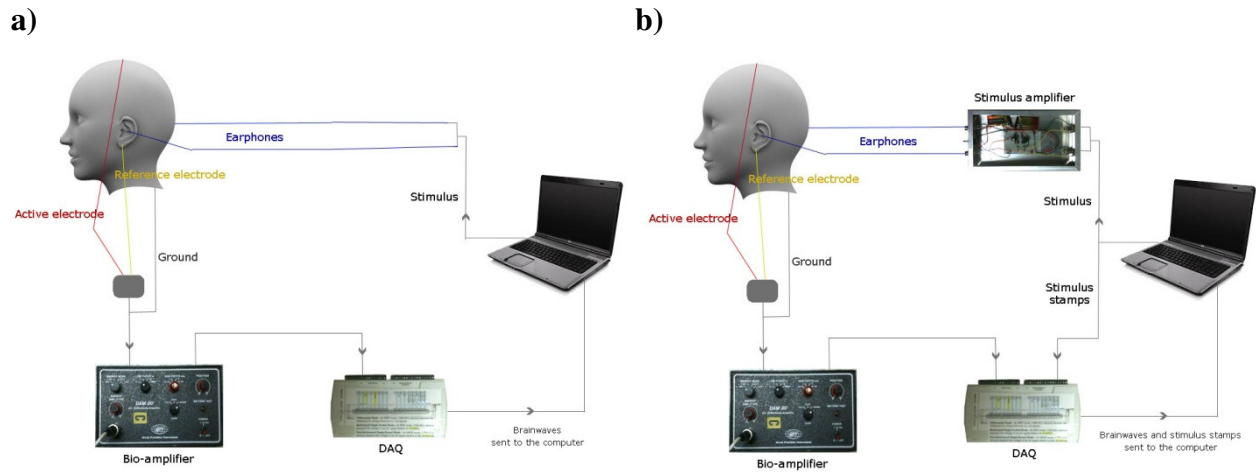 a)
Earphones
Reference electrode
Stimulus
Active electrode
Ground
Bio-amplifier
DAQ
Brainwaves
sent to the computer
b)
Stimulus amplifier
Earphones
Reference electrode
Active electrode
Stimulus
Ground
Stimulus
stamps
Bio-amplifier
DAQ
Brainwaves and stimulus stamps
sent to the computer